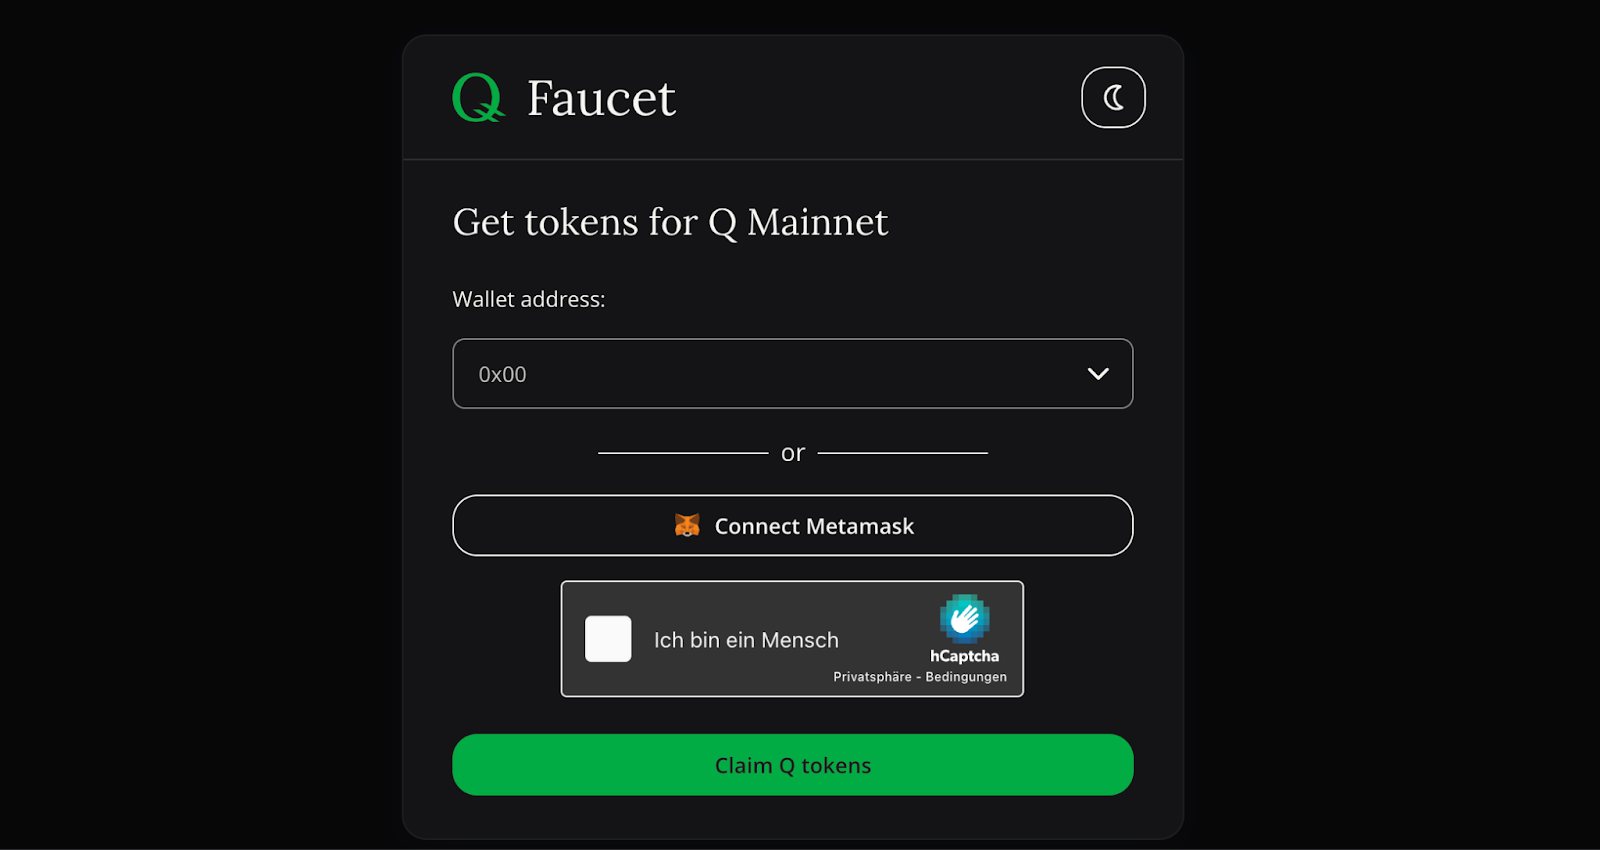 Q Faucet
Get tokens for Q Mainnet
Wallet address:
0x00
or
Connect Metamask
Ich bin ein Mensch
hCaptcha
Privatsphäre - Bedingungen
Claim Q tokens